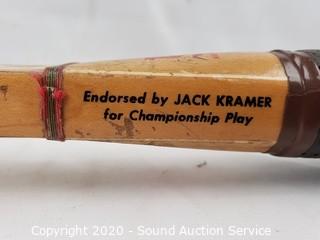 Endorsed by JACK KRAMER
for Championship Play
Copyright 2020 - Sound Auction Service